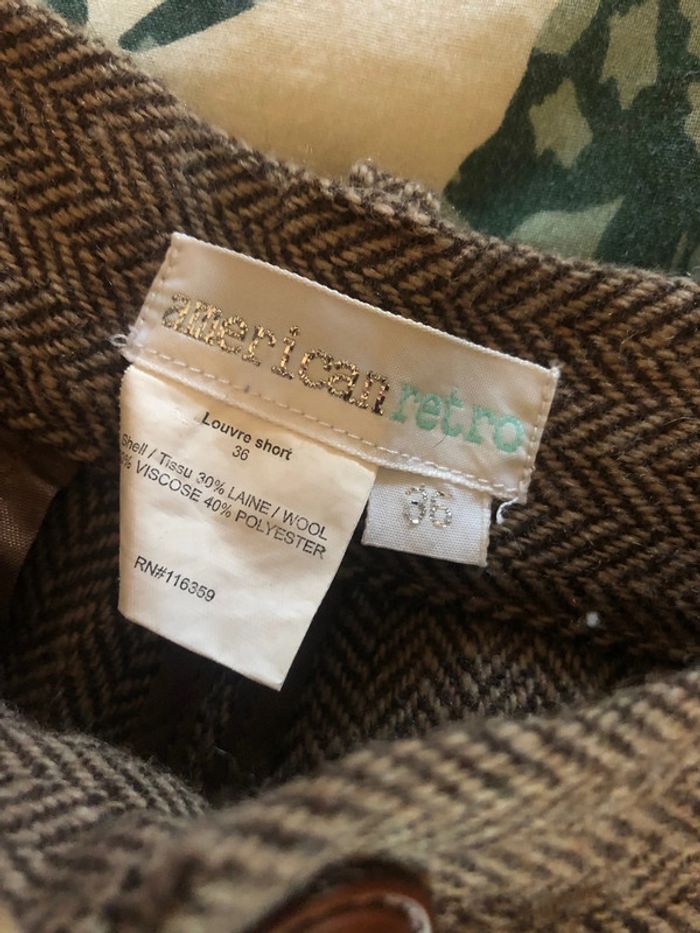 american retro
Louvre short
36
Shell / Tissu 30% LAINE / WOOL
% VISCOSE 40% POLYESTER
RN#116359
36